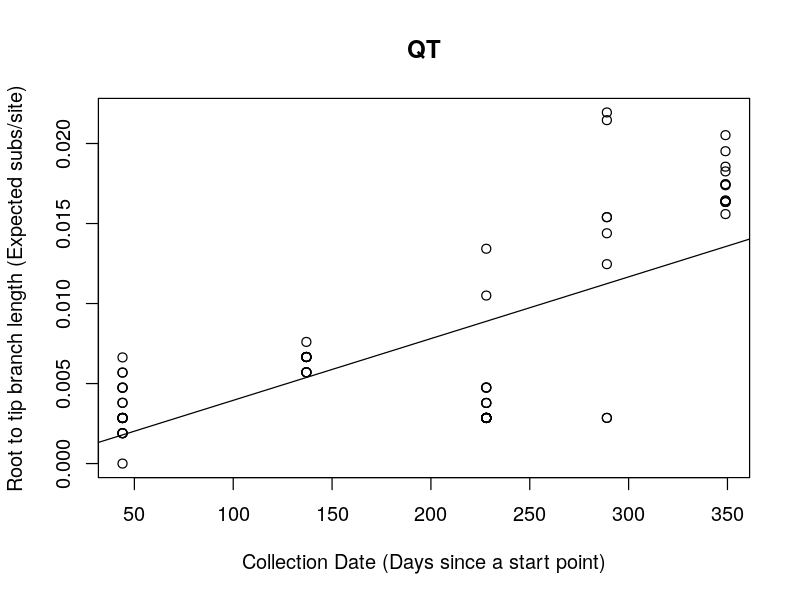 QT
Root to tip branch length (Expected subs/site)
0.020
0.015
0.010
0.005
0.000
50 100 150 200 250 300 350
Collection Date (Days since a start point)